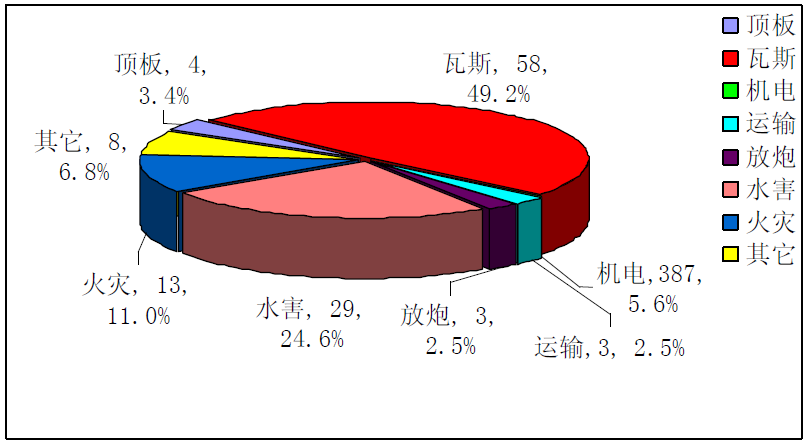 顶板, 4,
3.4%
瓦斯, 58,
49.2%
其它, 8,
6.8%
火灾, 13,
11.0%
水害, 29,
24.6%
放炮, 3,
2.5%
运输,3, 2.5%
机电,387,
5.6%
顶板
瓦斯
机电
运输
放炮
水害
火灾
其它